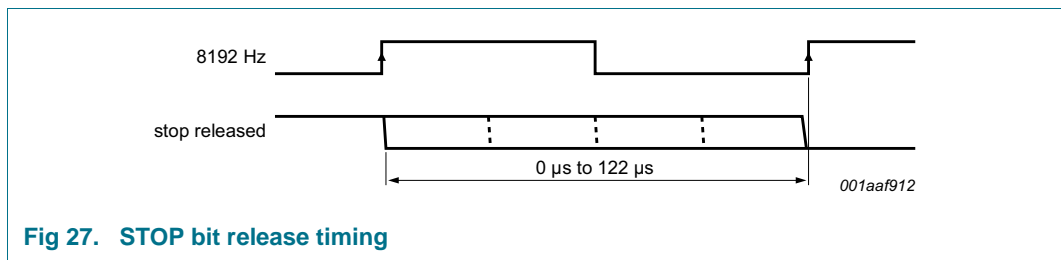 8192 Hz
stop released
0 μs to 122 μs
001aaf912
Fig 27. STOP bit release timing